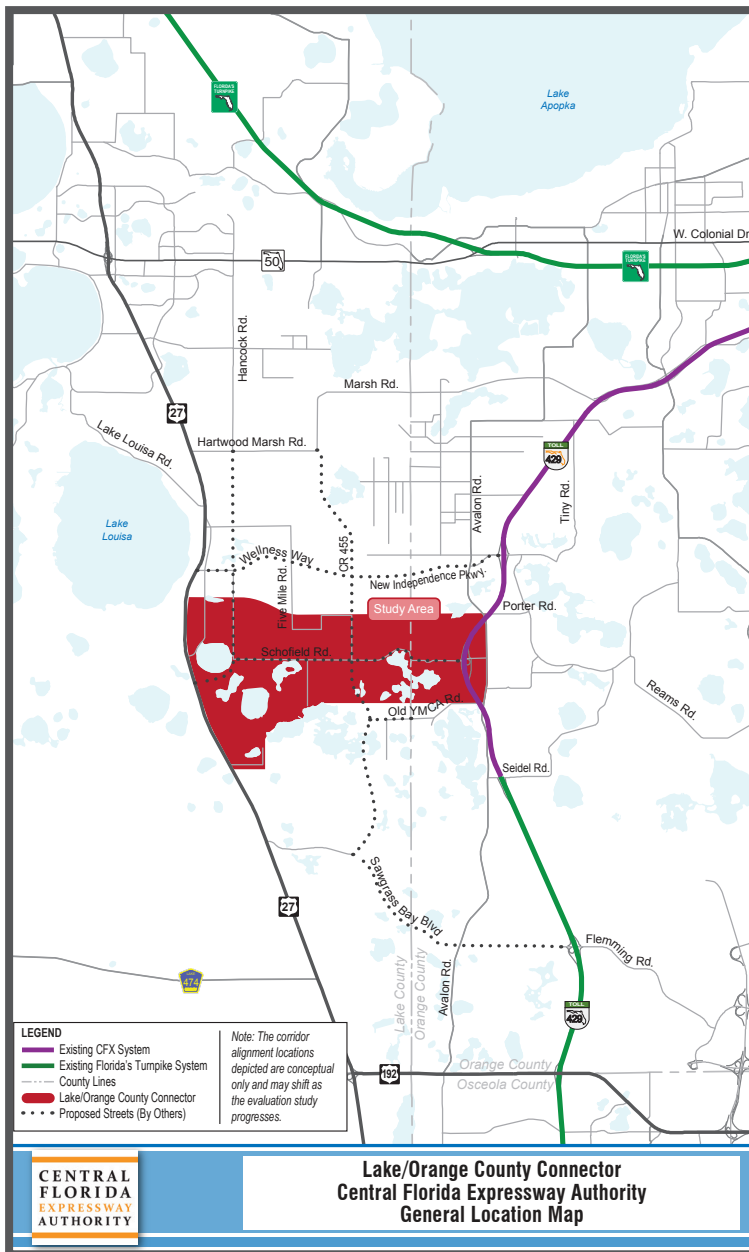 FLORIDA'S
TURNPIKE
Lake
Apopka
W. Colonial Dr
50
FLORIDA'S
TURNPIKE
Hancock Rd.
Marsh Rd.
27
Lake Louisa Rd.
Hartwood Marsh Rd.
TOLL
429
Avalon Rd.
Tiny Rd.
Lake
Louisa
CR 455
Wellness Way
Five Mile Rd.
New Independence Pkwy.
Study Area
Porter Rd.
Schofield Rd.
Reams Rd.
Old YMCA Rd.
Seidel Rd.
Sawgrass Bay Blvd
27
Flemming Rd.
474
Lake County
Orange County
Avalon Rd.
TOLL
429
Orange County
192
Osceola County
LEGEND
Existing CFX System
Existing Florida's Turnpike System
County Lines
Lake/Orange County Connector
Proposed Streets (By Others)
Note: The corridor
alignment locations
depicted are conceptual
only and may shift as
the evaluation study
progresses.
CENTRAL
FLORIDA
EXPRESSWAY
AUTHORITY
Lake/Orange County Connector
Central Florida Expressway Authority
General Location Map